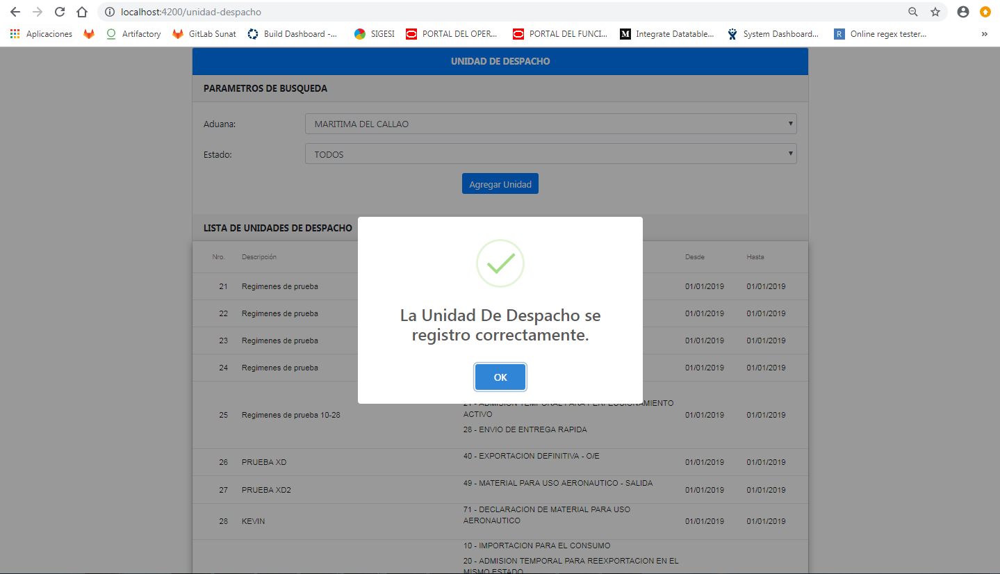 localhost:4200/unidad-despacho
Aplicaciones Artifactory GitLab Sunat Build Dashboard -... SIGESI PORTAL DEL OPER... PORTAL DEL FUNCI... M Integrate Datatable... System Dashboard... R Online regex tester... »
UNIDAD DE DESPACHO
PARAMETROS DE BUSQUEDA
Aduana: MARITIMA DEL CALLAO
Estado: TODOS
Agregar Unidad
LISTA DE UNIDADES DE DESPACHO
Nro. Descripción Desde Hasta
21 Regimenes de prueba 01/01/2019 01/01/2019
22 Regimenes de prueba 01/01/2019 01/01/2019
23 Regimenes de prueba 01/01/2019 01/01/2019
24 Regimenes de prueba 01/01/2019 01/01/2019
La Unidad De Despacho se
registro correctamente.
OK
21 - ADMISION TEMPORAL PARA PERFECCIONAMIENTO
ACTIVO
25 Regimenes de prueba 10-28 01/01/2019 01/01/2019
28 - ENVIO DE ENTREGA RAPIDA
40 - EXPORTACION DEFINITIVA - O/E
26 PRUEBA XD 01/01/2019 01/01/2019
49 - MATERIAL PARA USO AERONAUTICO - SALIDA
27 PRUEBA XD2 01/01/2019 01/01/2019
71 - DECLARACION DE MATERIAL PARA USO
AERONAUTICO
28 KEVIN 01/01/2019 01/01/2019
10 - IMPORTACION PARA EL CONSUMO
20 - ADMISION TEMPORAL PARA REEXPORTACION EN EL
MISMO ESTADO